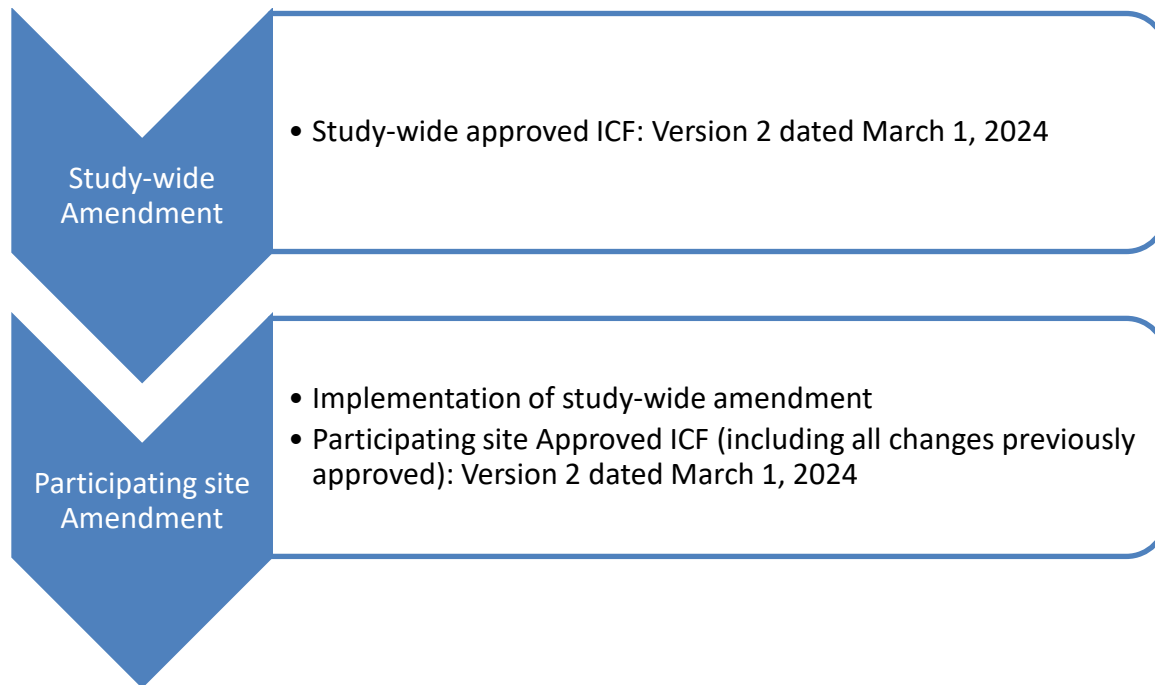 • Study-wide approved ICF: Version 2 dated March 1, 2024
Study-wide
Amendment
• Implementation of study-wide amendment
• Participating site Approved ICF (including all changes previously
approved): Version 2 dated March 1, 2024
Participating site
Amendment